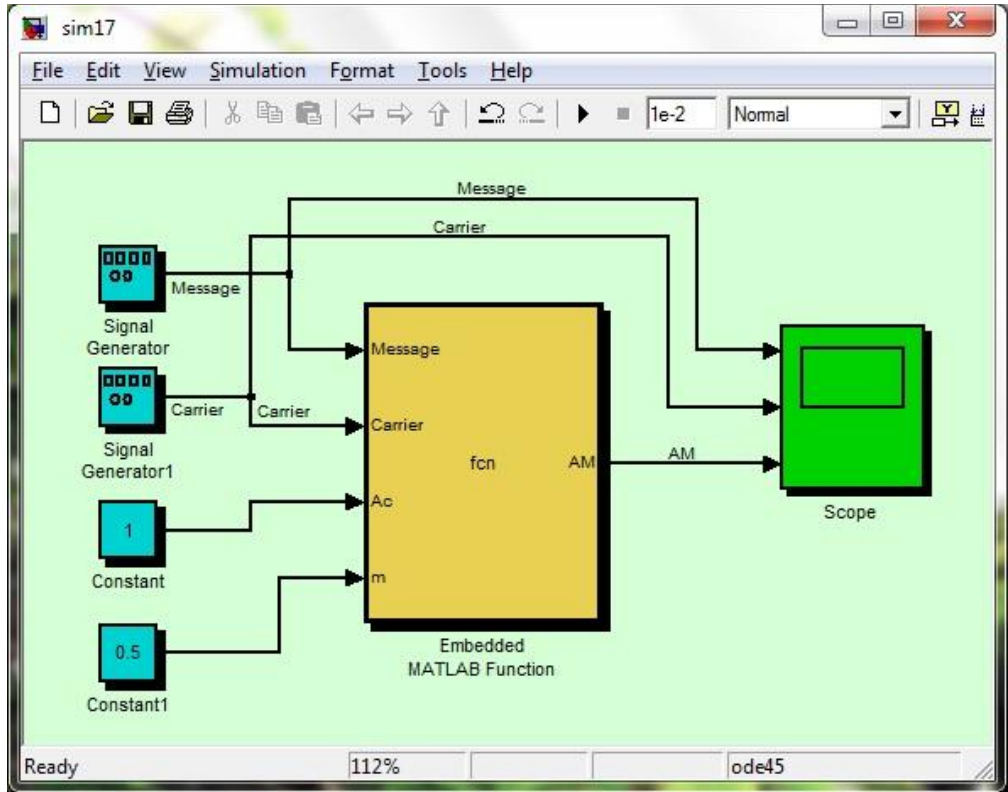 sim17
File Edit View Simulation Format Tools Help
1e-2 Normal
Message
Carrier
Message
Signal
Generator
Carrier
Carrier
Signal
Generator1
1
Constant
0.5
Constant1
Message
Carrier
Ac
m
fcn
AM
Embedded
MATLAB Function
AM
Scope
Ready 112% ode45